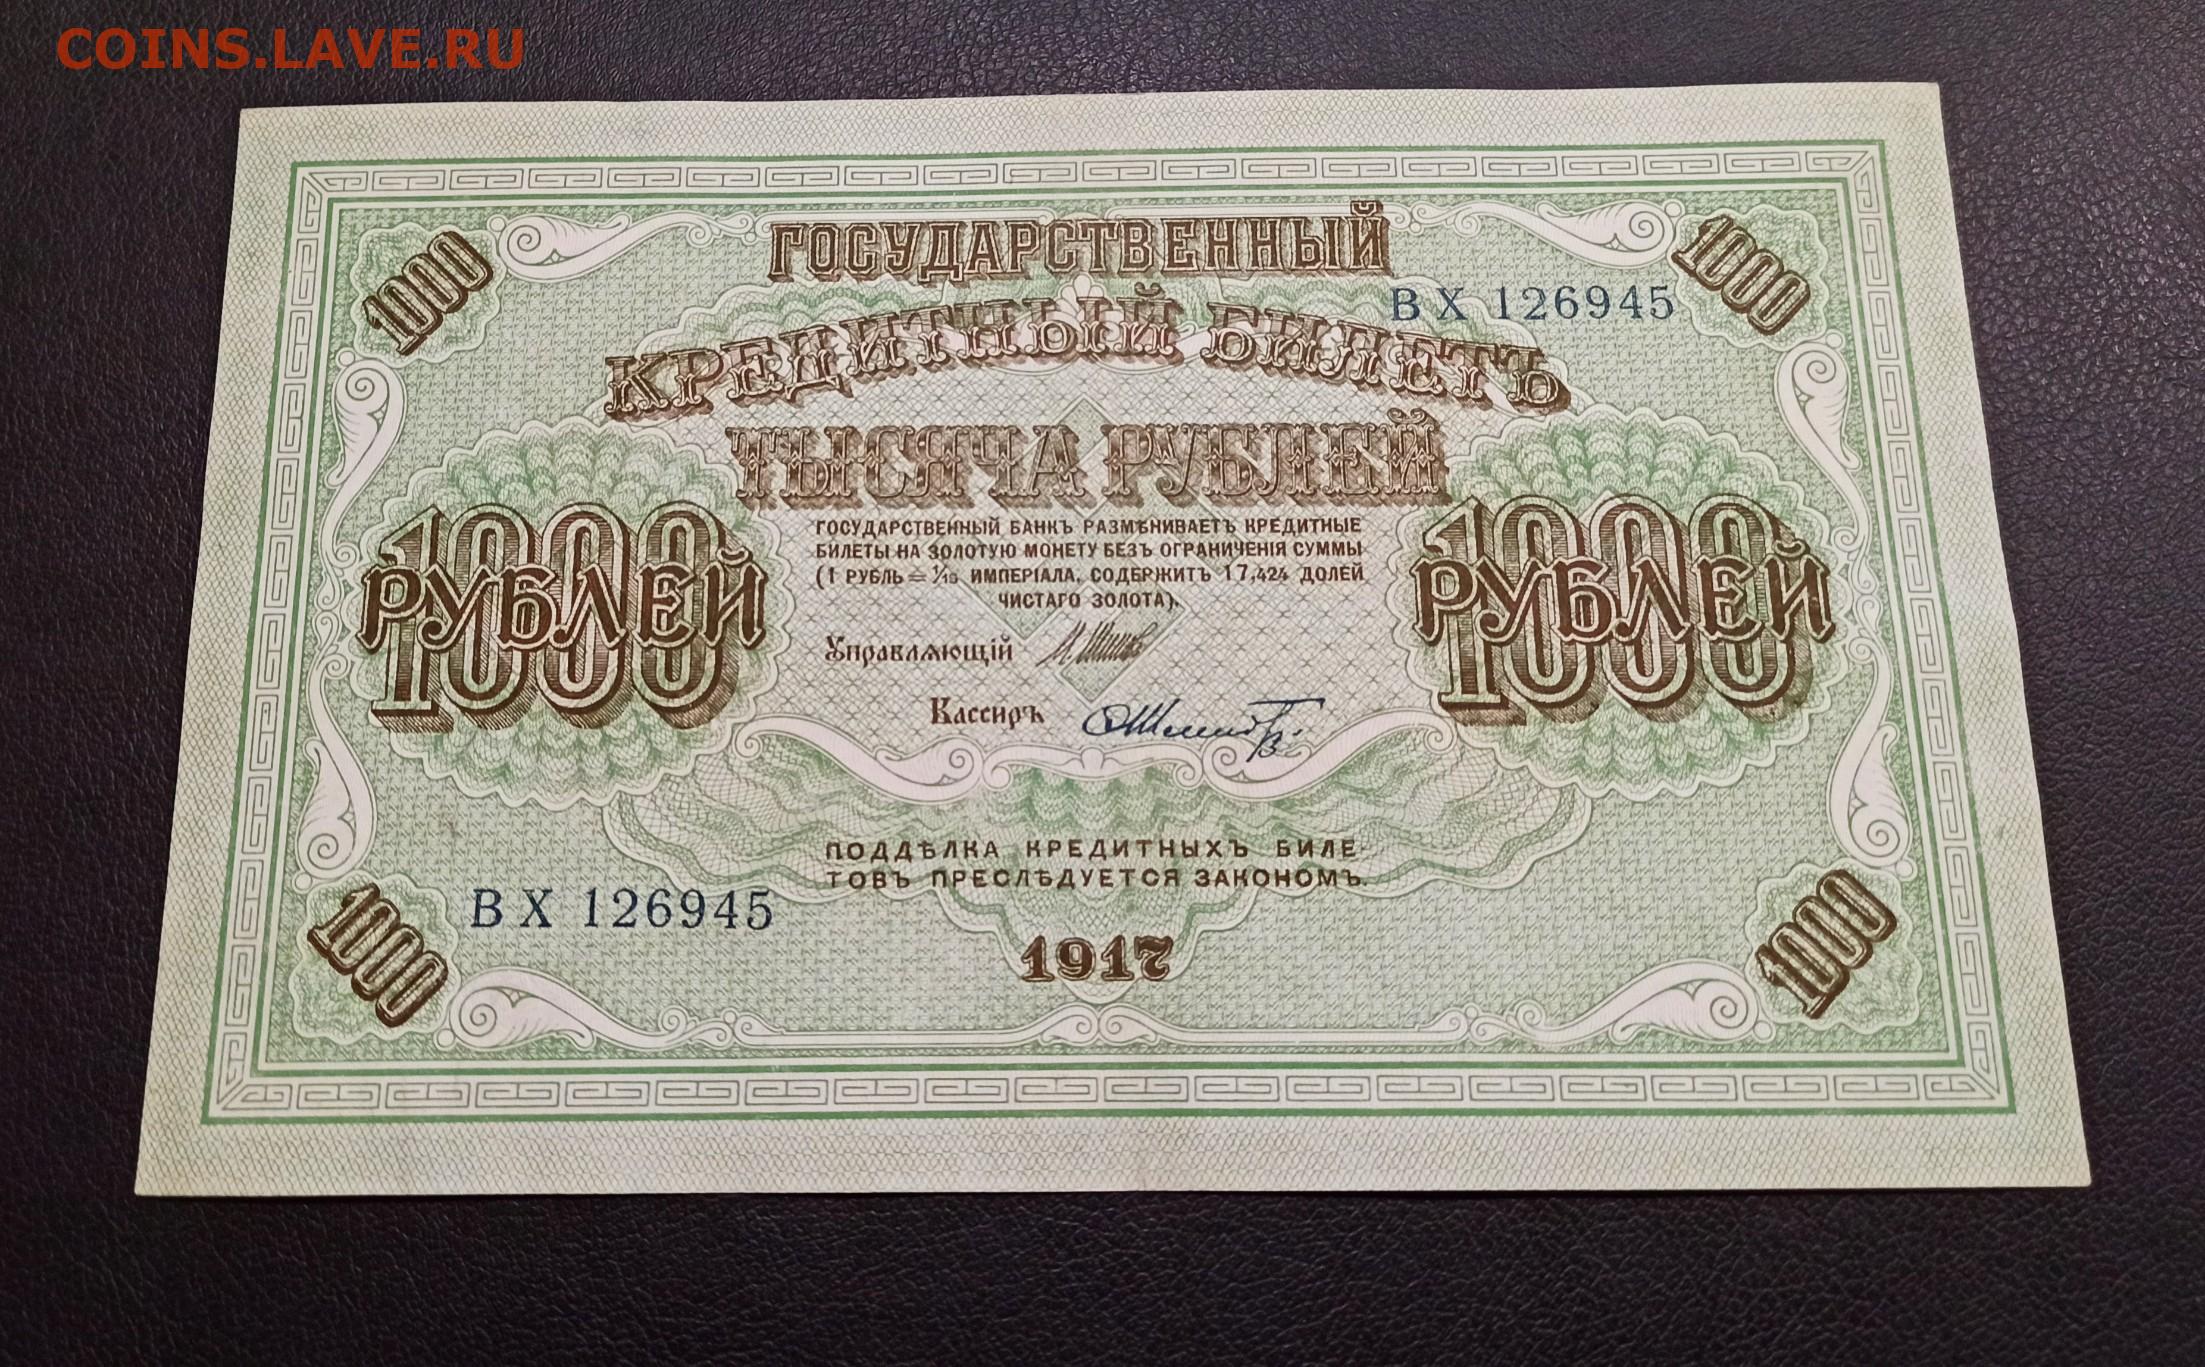 COINS.LAVE.RU
1000
ГОСУДАРСТВЕННЫЙ
1000
КРЕДИТНЫЙ БИЛЕТЪ
ВХ 126945
ТЫСЯЧА РУБЛЕЙ
1000
РУБЛЕЙ
ГОСУДАРСТВЕННЫЙ БАНКЪ РАЗМѢНИВАЕТЪ КРЕДИТНЫЕ
БИЛЕТЫ НА ЗОЛОТУЮ МОНЕТУ БЕЗЪ ОГРАНИЧЕНІЯ СУММЫ
(1 РУБЛЬ = 1/15 ИМПЕРІАЛА, СОДЕРЖИТЪ 17,424 ДОЛЕЙ
ЧИСТАГО ЗОЛОТА).
1000
РУБЛЕЙ
Управляющій
Кассиръ
ПОДДѢЛКА КРЕДИТНЫХЪ БИЛЕ-
ТОВЪ ПРЕСЛѢДУЕТСЯ ЗАКОНОМЪ.
ВХ 126945
1000
1917
1000